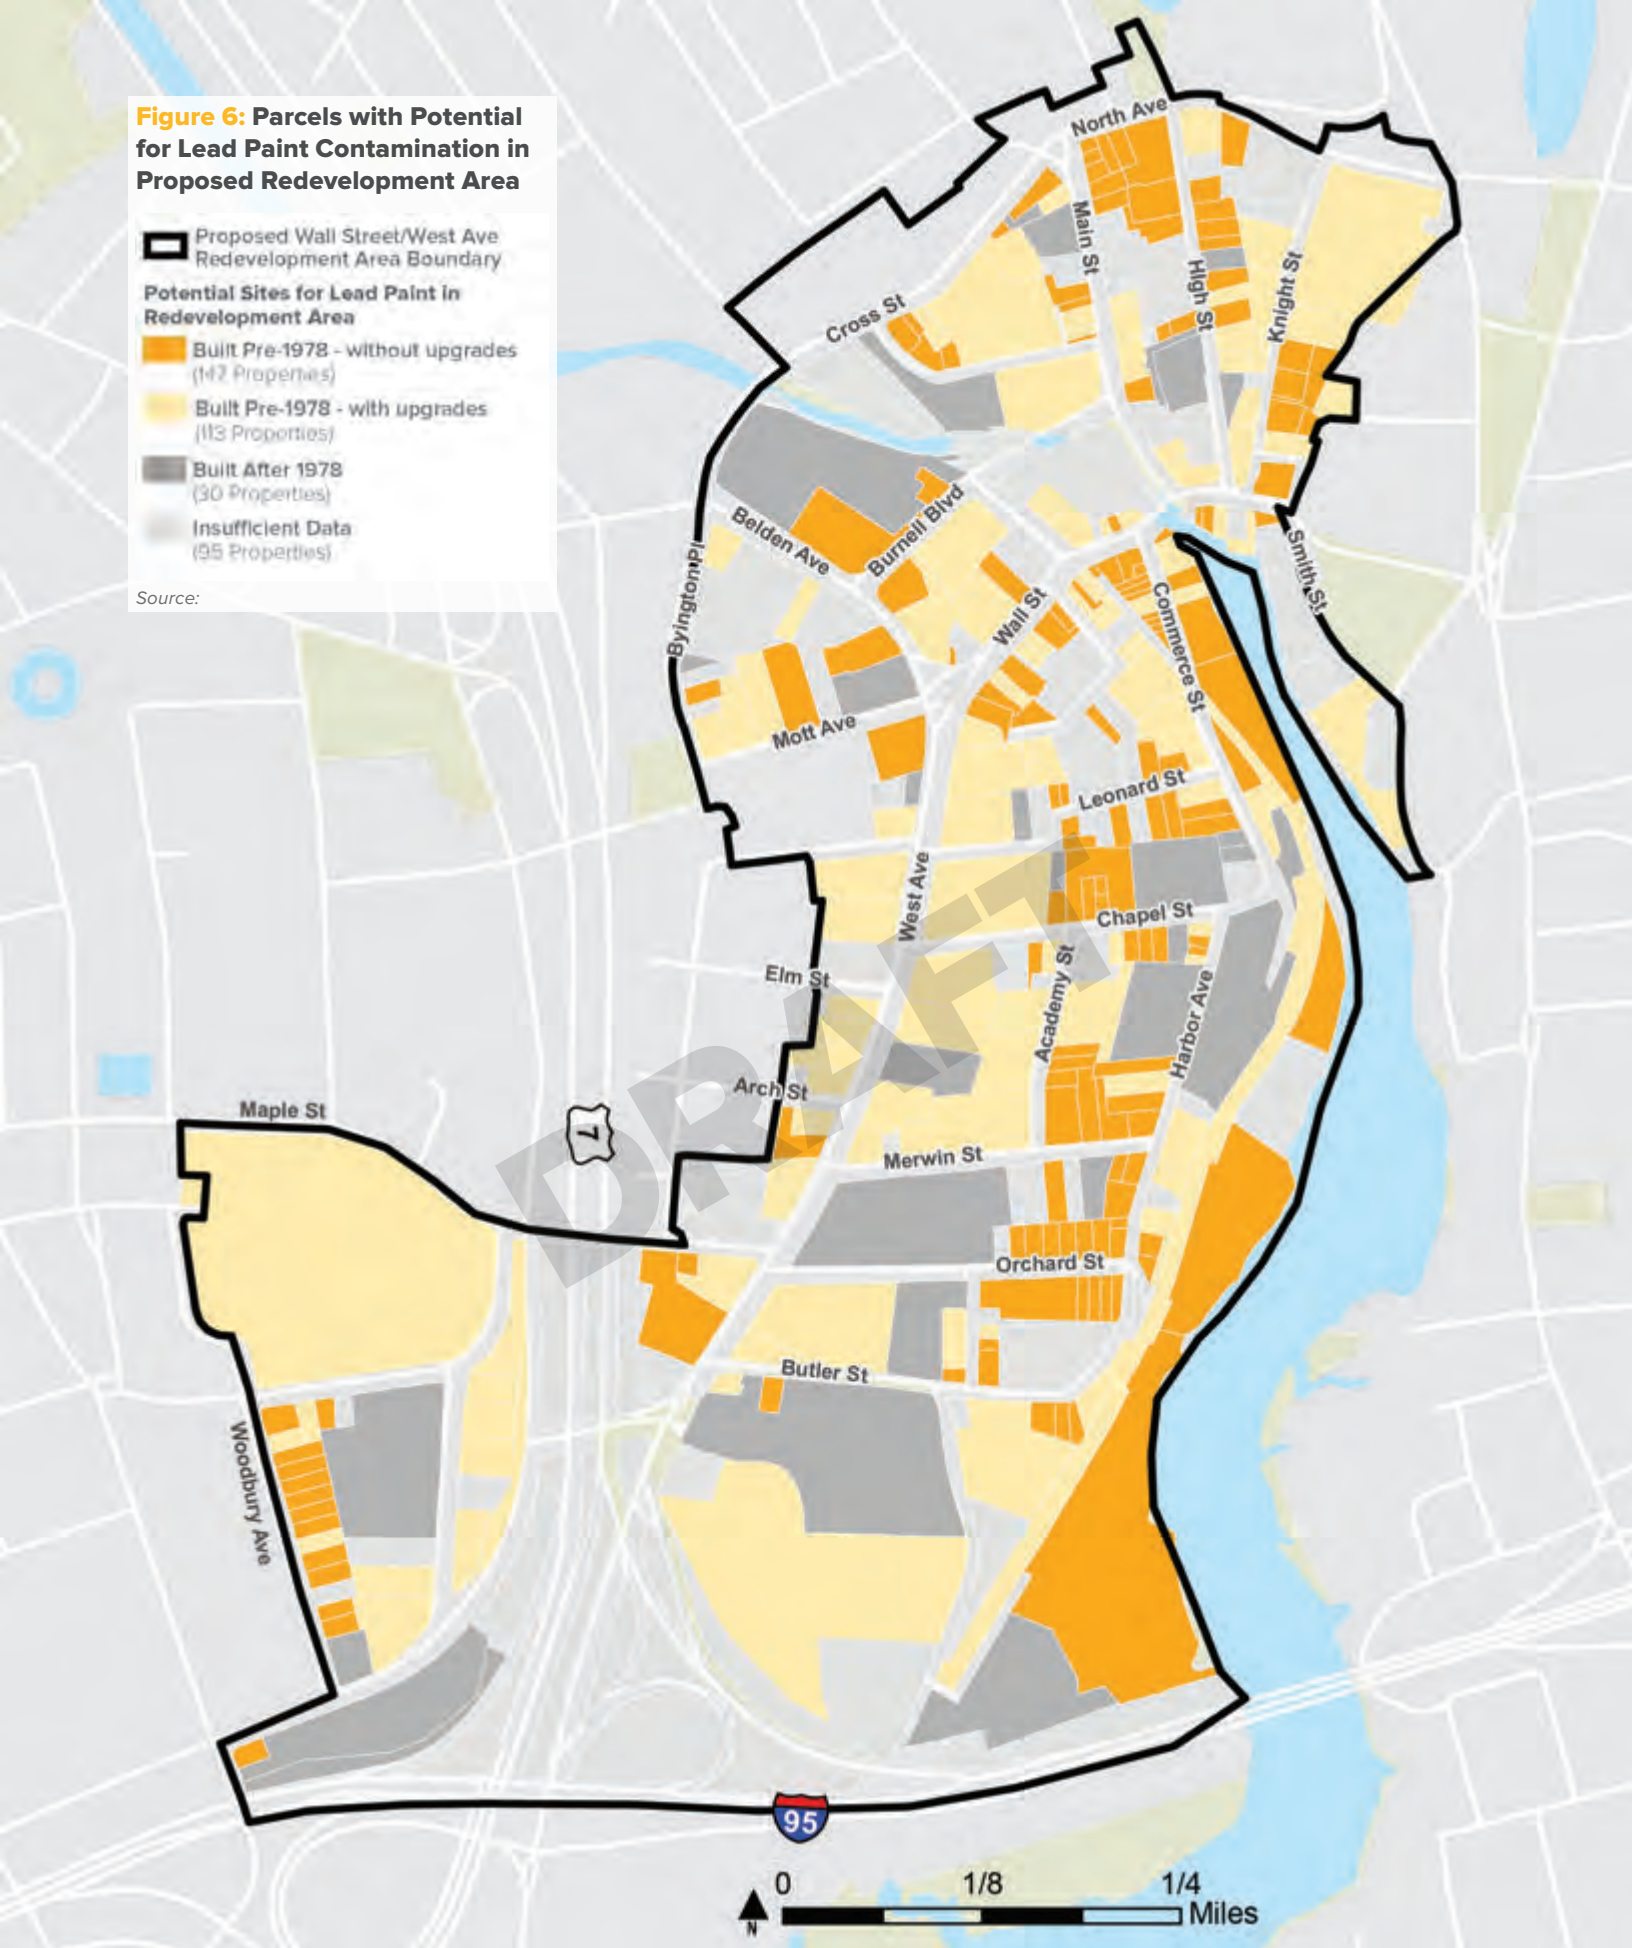 Figure 6: Parcels with Potential
for Lead Paint Contamination in
Proposed Redevelopment Area
Proposed Wall Street/West Ave
Redevelopment Area Boundary
Potential Sites for Lead Paint in
Redevelopment Area
Built Pre-1978 - without upgrades
(147 Properties)
Built Pre-1978 - with upgrades
(113 Properties)
Built After 1978
(30 Properties)
Insufficient Data
(95 Properties)
Source:
North Ave
Main St
High St
Knight St
Cross St
Belden Ave
Burnell Blvd
Byington Pl
Wall St
Commerce St
Smith St
Mott Ave
Leonard St
West Ave
Chapel St
Elm St
Academy St
Harbor Ave
Arch St
Maple St
7
Merwin St
Orchard St
Butler St
Woodbury Ave
DRAFT
95
0 1/8 1/4
Miles
N